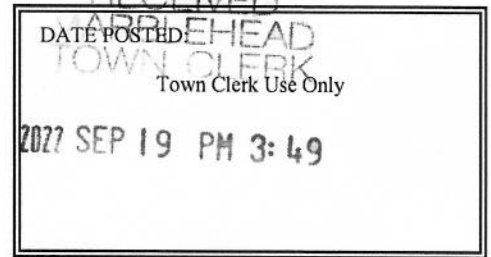 RECEIVED
MARBLEHEAD
DATE POSTED:
TOWN CLERK
Town Clerk Use Only
2022 SEP 19 PM 3:49